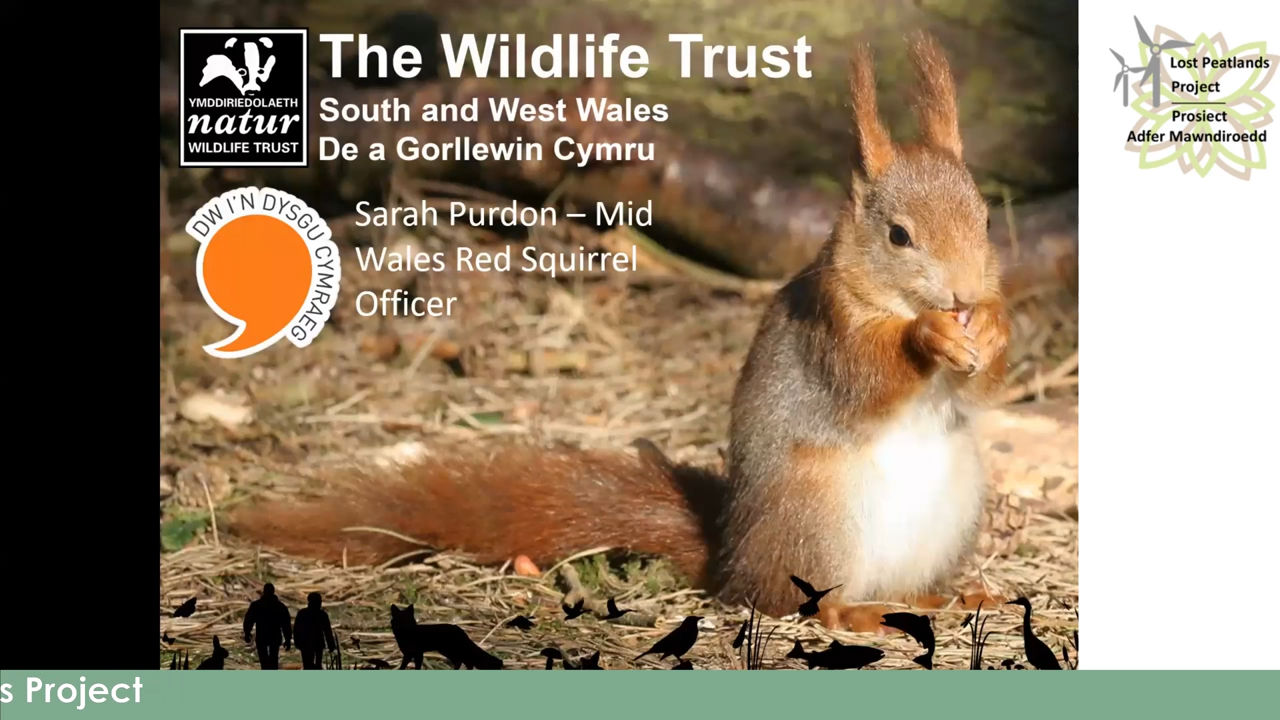 The Wildlife Trust
South and West Wales
De a Gorllewin Cymru
YMDDIRIEDOLAETH
natur
WILDLIFE TRUST
DW I'N DYSGU CYMRAEG
Sarah Purdon – Mid
Wales Red Squirrel
Officer
Lost Peatlands
Project
Prosiect
Adfer Mawndiroedd
s Project